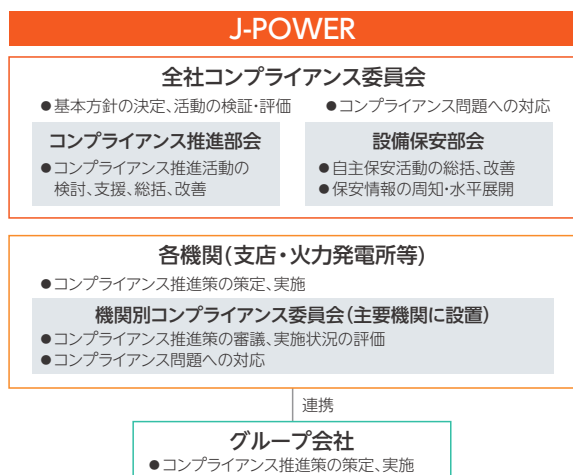 J-POWER
全社コンプライアンス委員会
●基本方針の決定、活動の検証・評価 ●コンプライアンス問題への対応
コンプライアンス推進部会
●コンプライアンス推進活動の
検討、支援、総括、改善
設備保安部会
●自主保安活動の総括、改善
●保安情報の周知・水平展開
各機関(支店・火力発電所等)
●コンプライアンス推進策の策定、実施
機関別コンプライアンス委員会(主要機関に設置)
●コンプライアンス推進策の審議、実施状況の評価
●コンプライアンス問題への対応
連携
グループ会社
●コンプライアンス推進策の策定、実施